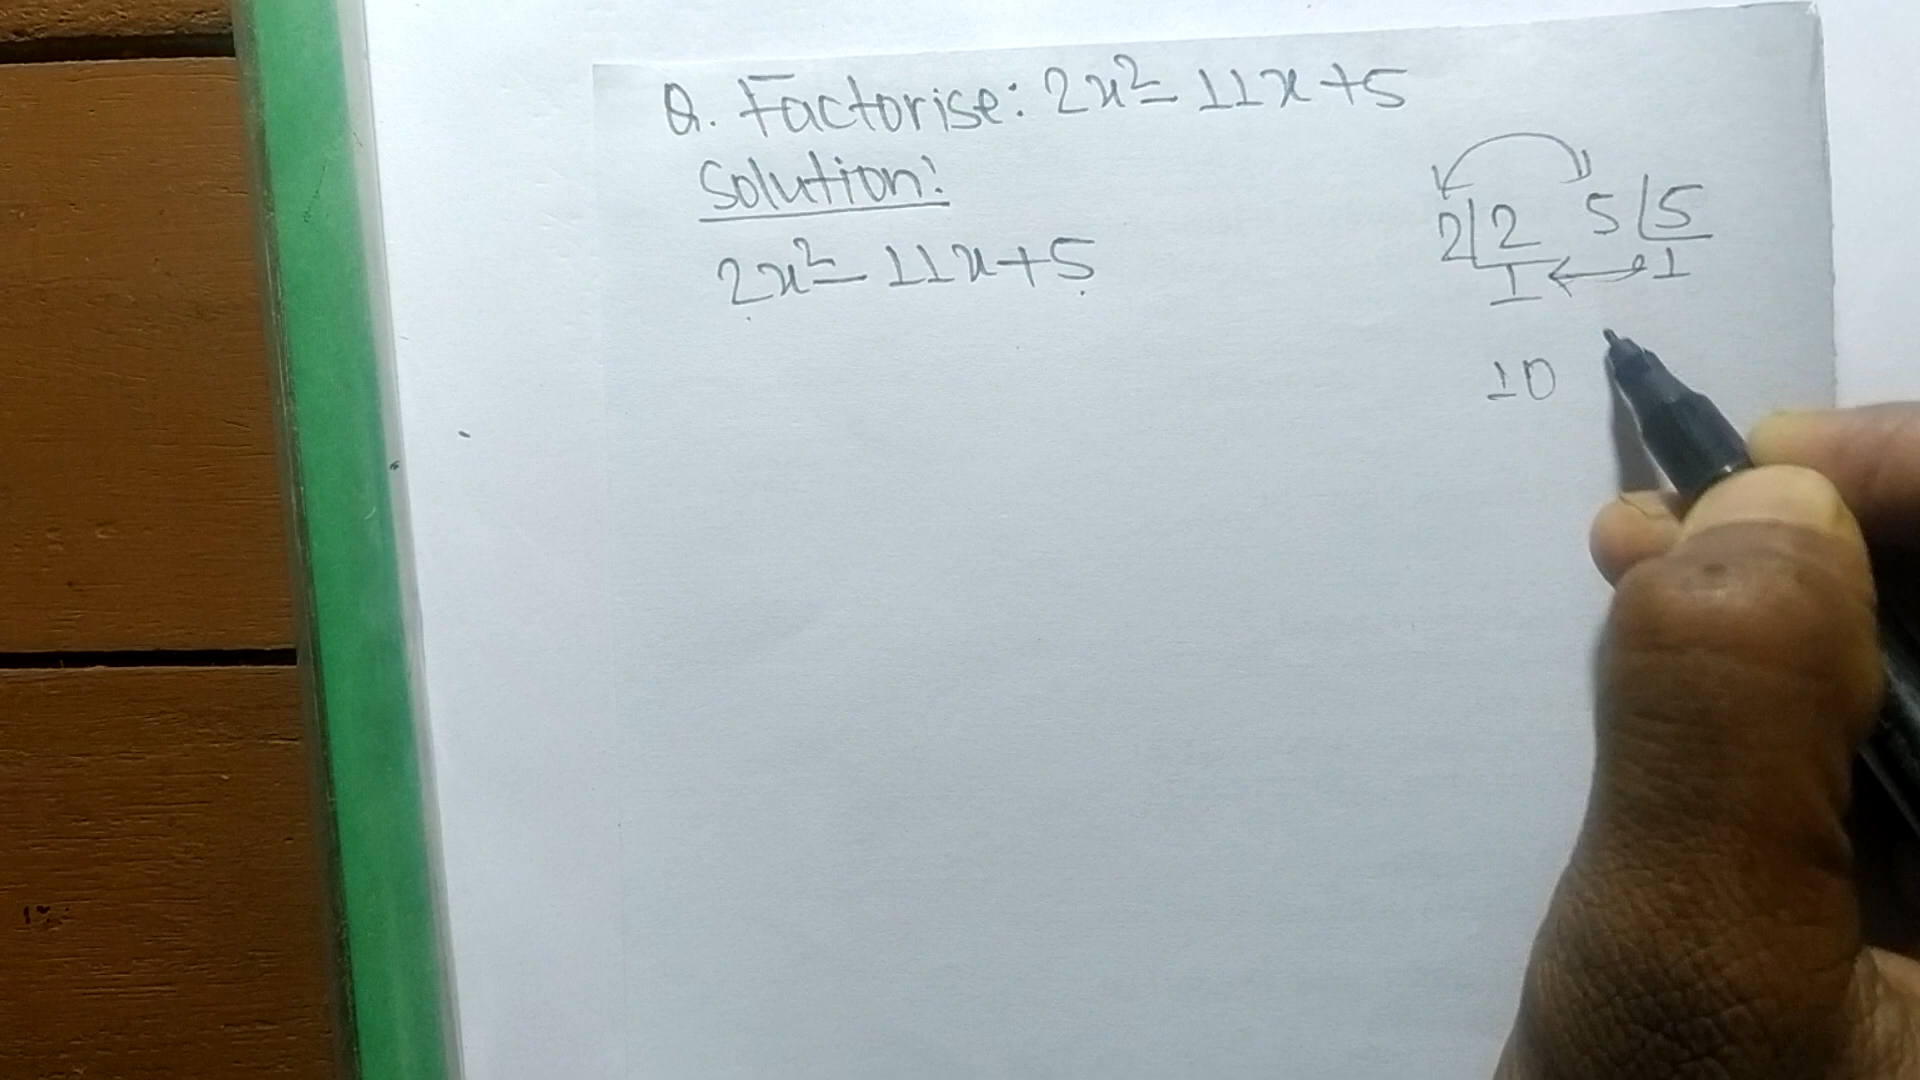 Q. Factorise: 2x² - 11x + 5
Solution:
2x² - 11x + 5
2|2 5|5
1 1
10